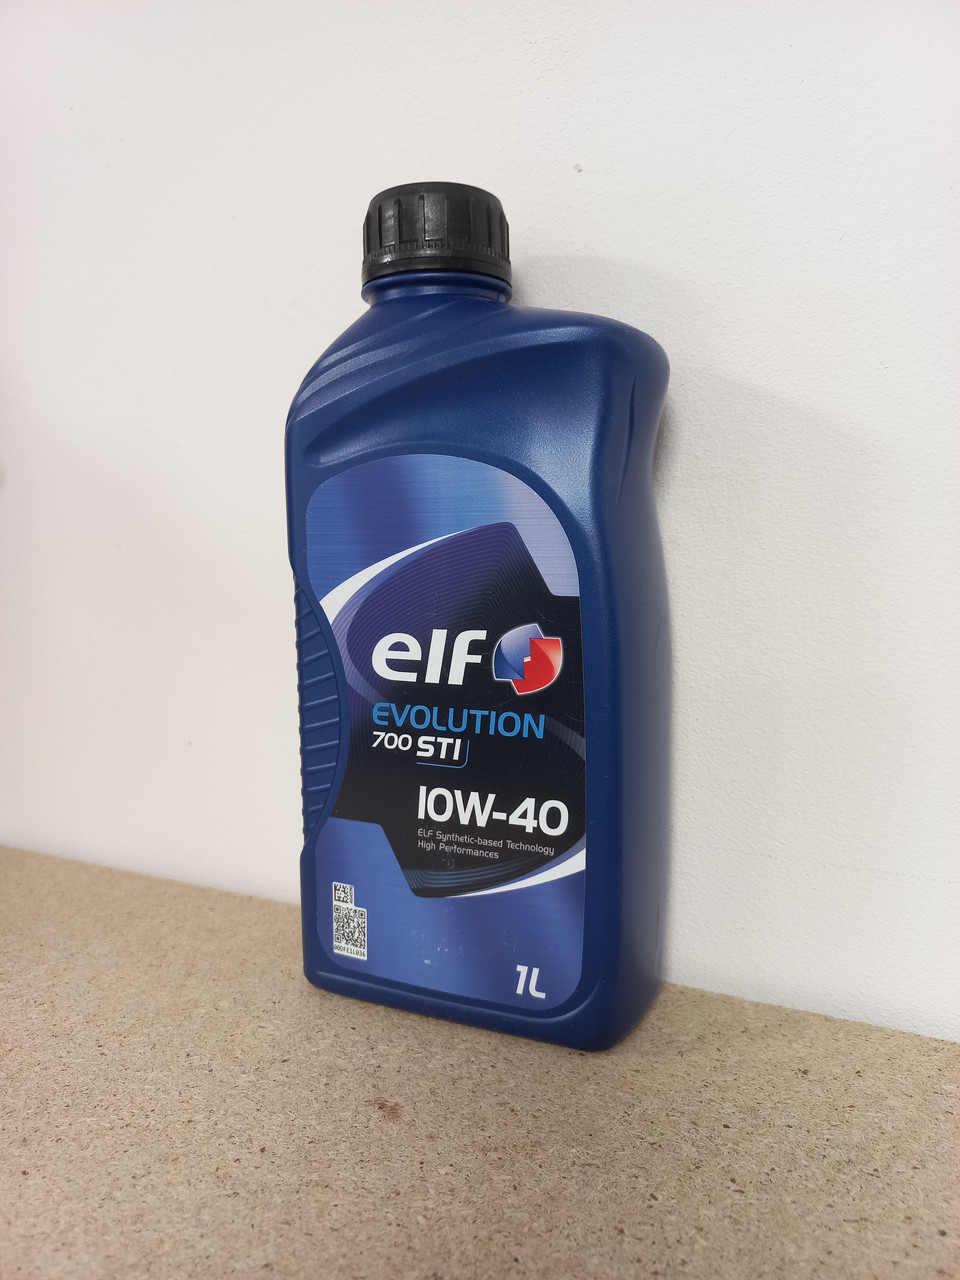 elf
EVOLUTION
700 STI
10W-40
ELF Synthetic-based Technology
High Performances
1L